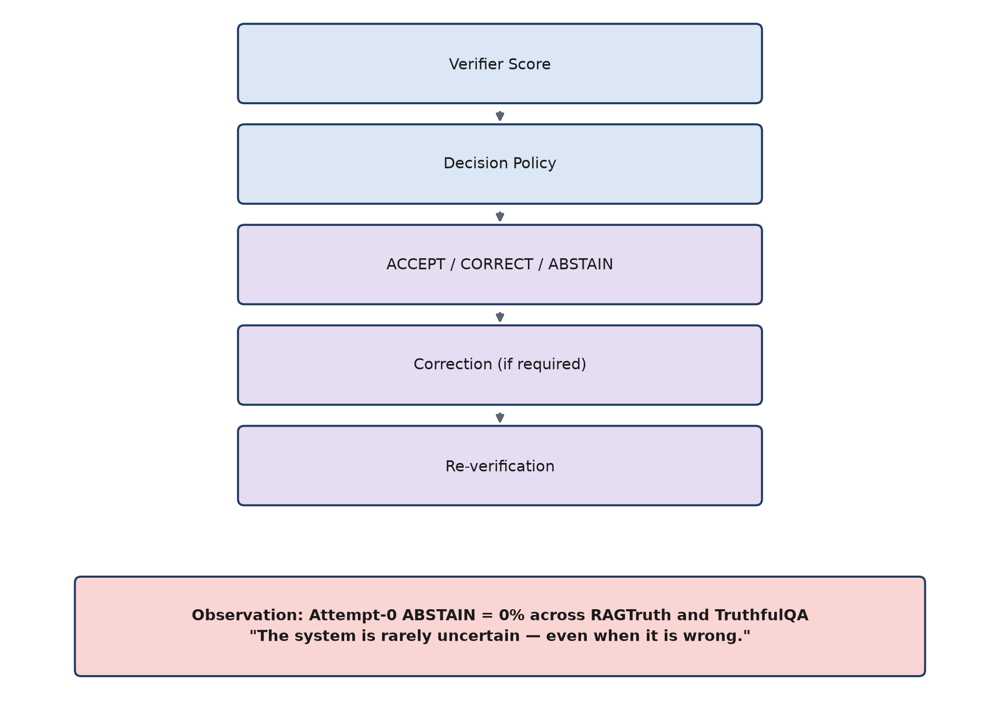 Verifier Score
Decision Policy
ACCEPT / CORRECT / ABSTAIN
Correction (if required)
Re-verification
Observation: Attempt-0 ABSTAIN = 0% across RAGTruth and TruthfulQA
"The system is rarely uncertain — even when it is wrong."